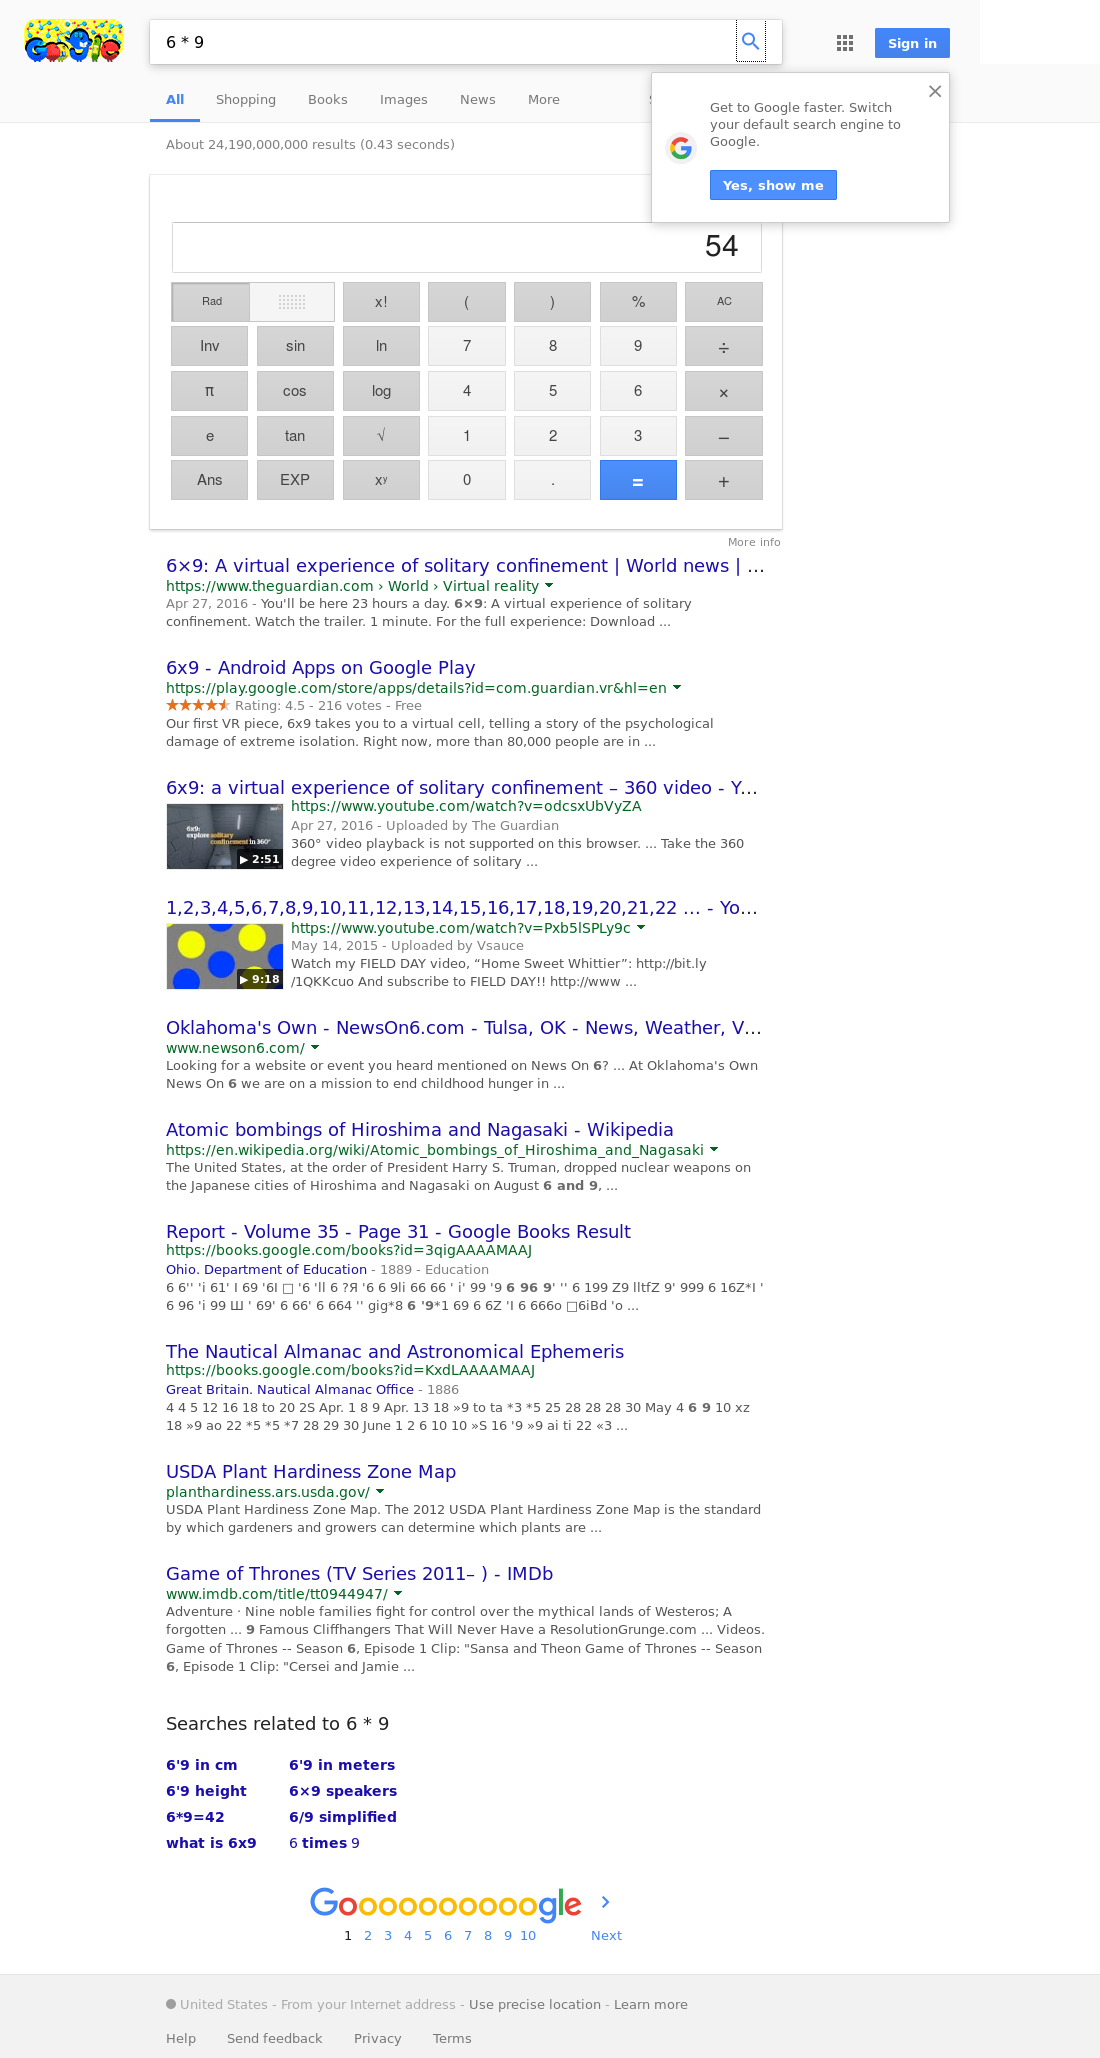 Google
6 * 9
Sign in
All Shopping Books Images News More
Get to Google faster. Switch
your default search engine to
Google.
Yes, show me
About 24,190,000,000 results (0.43 seconds)
54
Rad x! ( ) % AC
Inv sin ln 7 8 9 ÷
π cos log 4 5 6 ×
e tan √ 1 2 3 −
Ans EXP xʸ 0 . = +
More info
6×9: A virtual experience of solitary confinement | World news | ...
https://www.theguardian.com › World › Virtual reality
Apr 27, 2016 - You'll be here 23 hours a day. 6×9: A virtual experience of solitary
confinement. Watch the trailer. 1 minute. For the full experience: Download ...
6x9 - Android Apps on Google Play
https://play.google.com/store/apps/details?id=com.guardian.vr&hl=en
Rating: 4.5 - 216 votes - Free
Our first VR piece, 6x9 takes you to a virtual cell, telling a story of the psychological
damage of extreme isolation. Right now, more than 80,000 people are in ...
6x9: a virtual experience of solitary confinement – 360 video - Y...
6x9:
explore solitary
confinement in 360°
2:51
https://www.youtube.com/watch?v=odcsxUbVyZA
Apr 27, 2016 - Uploaded by The Guardian
360° video playback is not supported on this browser. ... Take the 360
degree video experience of solitary ...
1,2,3,4,5,6,7,8,9,10,11,12,13,14,15,16,17,18,19,20,21,22 ... - Yo...
9:18
https://www.youtube.com/watch?v=Pxb5lSPLy9c
May 14, 2015 - Uploaded by Vsauce
Watch my FIELD DAY video, “Home Sweet Whittier”: http://bit.ly
/1QKKcuo And subscribe to FIELD DAY!! http://www ...
Oklahoma's Own - NewsOn6.com - Tulsa, OK - News, Weather, V...
www.newson6.com/
Looking for a website or event you heard mentioned on News On 6? ... At Oklahoma's Own
News On 6 we are on a mission to end childhood hunger in ...
Atomic bombings of Hiroshima and Nagasaki - Wikipedia
https://en.wikipedia.org/wiki/Atomic_bombings_of_Hiroshima_and_Nagasaki
The United States, at the order of President Harry S. Truman, dropped nuclear weapons on
the Japanese cities of Hiroshima and Nagasaki on August 6 and 9, ...
Report - Volume 35 - Page 31 - Google Books Result
https://books.google.com/books?id=3qigAAAAMAAJ
Ohio. Department of Education - 1889 - Education
6 6'' 'i 61' I 69 '6I □ '6 'll 6 ?Я '6 6 9li 66 66 ' i' 99 '9 6 96 9' '' 6 199 Z9 lltfZ 9' 999 6 16Z*I '
6 96 'i 99 Ш ' 69' 6 66' 6 664 '' gig*8 6 '9*1 69 6 6Z 'I 6 666o □6iBd 'o ...
The Nautical Almanac and Astronomical Ephemeris
https://books.google.com/books?id=KxdLAAAAMAAJ
Great Britain. Nautical Almanac Office - 1886
4 4 5 12 16 18 to 20 2S Apr. 1 8 9 Apr. 13 18 »9 to ta *3 *5 25 28 28 28 30 May 4 6 9 10 xz
18 »9 ao 22 *5 *5 *7 28 29 30 June 1 2 6 10 10 »S 16 '9 »9 ai ti 22 «3 ...
USDA Plant Hardiness Zone Map
planthardiness.ars.usda.gov/
USDA Plant Hardiness Zone Map. The 2012 USDA Plant Hardiness Zone Map is the standard
by which gardeners and growers can determine which plants are ...
Game of Thrones (TV Series 2011– ) - IMDb
www.imdb.com/title/tt0944947/
Adventure · Nine noble families fight for control over the mythical lands of Westeros; A
forgotten ... 9 Famous Cliffhangers That Will Never Have a ResolutionGrunge.com ... Videos.
Game of Thrones -- Season 6, Episode 1 Clip: "Sansa and Theon Game of Thrones -- Season
6, Episode 1 Clip: "Cersei and Jamie ...
Searches related to 6 * 9
6'9 in cm 6'9 in meters
6'9 height 6×9 speakers
6*9=42 6/9 simplified
what is 6x9 6 times 9
Goooooooooogle
1 2 3 4 5 6 7 8 9 10 Next
United States - From your Internet address - Use precise location - Learn more
Help Send feedback Privacy Terms